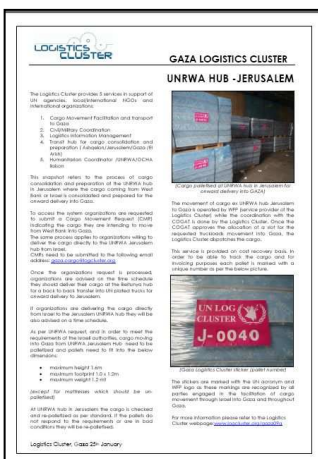 LOGISTICS
CLUSTER
GAZA LOGISTICS CLUSTER
UNRWA HUB -JERUSALEM
The Logistics Cluster provides 5 services in support of
UN agencies, local/international NGOs and
international organizations:
1. Cargo Movement Facilitation and transport
to Gaza
2. Civil/Military Coordination
3. Logistics Information Management
4. Transit hub for cargo consolidation and
preparation (
5. Humanitarian Coordinator /UNRWA/OCHA
liaison
This snapshot refers to the process of cargo
consolidation and preparation at the UNRWA hub
in Jerusalem where the cargo coming from West
Bank or Israel is consolidated and prepared for the
onward delivery into Gaza.
To access the system organizations are requested
to submit a Cargo Movement Request (CMR)
indicating the cargo they are intending to move
from West Bank into Gaza.
The same process applies to organizations willing to
deliver the cargo directly to the UNRWA Jerusalem
hub from Israel.
CMRs need to be submitted to the following email
address:
Once the organizations request is processed,
organizations are advised on the time schedule
they should deliver their cargo at the Beitunya hub
for a back to back transfer into UN plated trucks for
onward delivery to Jerusalem.
If organizations are delivering the cargo directly
from Israel to the Jerusalem UNRWA hub they will be
also advised on a time schedule.
As per UNRWA request, and in order to meet the
requirements of the Israeli authorities, cargo moving
into Gaza from UNRWA Jerusalem Hub need to be
palletized and pallets need to fit into the below
dimensions:
• maximum height 1.6m
• maximum footprint 1.0 x 1.2m
• maximum weight 1.2 mt
(except for mattresses which should be un-
palletised)
At UNRWA hub in Jerusalem the cargo is checked
and re-palletised as per standard. If the pallets do
not respond to the requirements or are in bad
conditions they will be re-palletised.
Logistics Cluster, Gaza 25th January
(Cargo palletised at UNRWA hub in Jerusalem for
onward delivery into GAZA)
The movement of cargo ex UNRWA hub Jerusalem
to Gaza is operated by WFP (service provider of the
Logistics Cluster), while the coordination with the
COGAT is done by the Logistics Cluster. Once the
COGAT approves the allocation of a slot for the
requested truckloads movement into Gaza, the
Logistics Cluster dispatches the cargo.
This service is provided on cost recovery basis. In
order to be able to track the cargo and for
invoicing purposes each pallet is marked with a
unique number as per the below picture.
UN LOG
CLUSTER
J-0040
(Gaza Logistics Cluster sticker (pallet number)
The stickers are marked with the UN acronym and
WFP logo as these markings are recognized by all
parties engaged in the facilitation of cargo
movement through Israel into Gaza and throughout
Gaza.
For more information please refer to the Logistics
Cluster webpage: